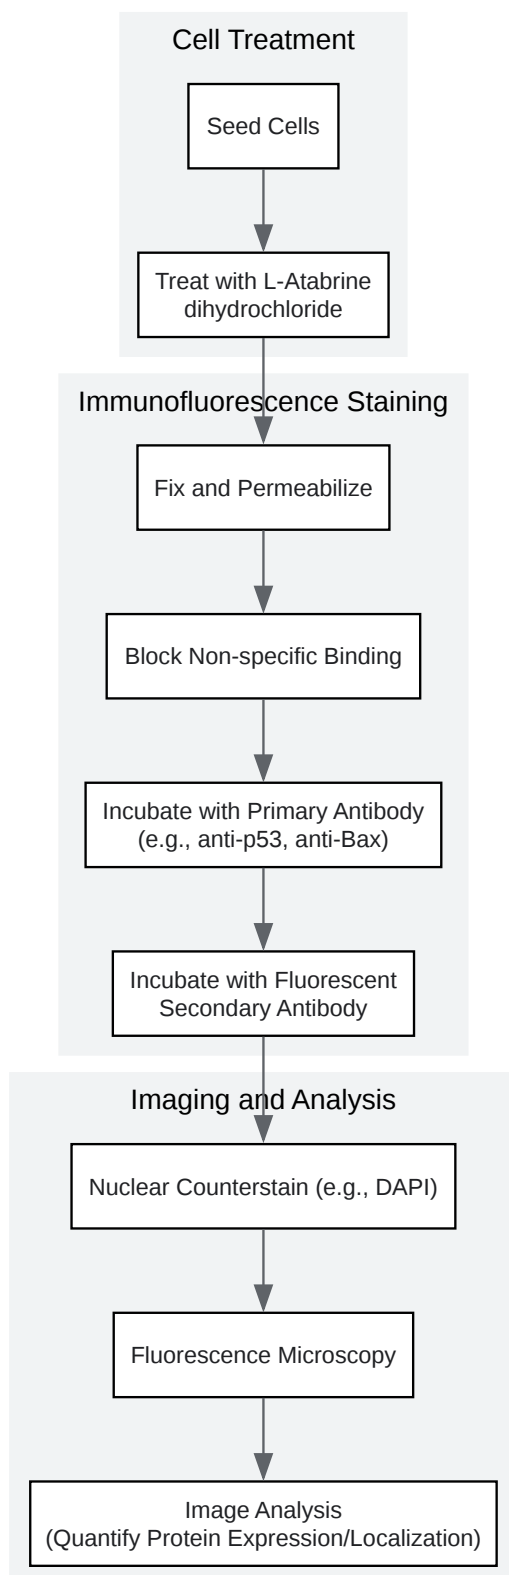 Cell Treatment
Seed Cells
Treat with L-Atabrine
dihydrochloride
Immunofluorescence Staining
Fix and Permeabilize
Block Non-specific Binding
Incubate with Primary Antibody
(e.g., anti-p53, anti-Bax)
Incubate with Fluorescent
Secondary Antibody
Imaging and Analysis
Nuclear Counterstain (e.g., DAPI)
Fluorescence Microscopy
Image Analysis
(Quantify Protein Expression/Localization)